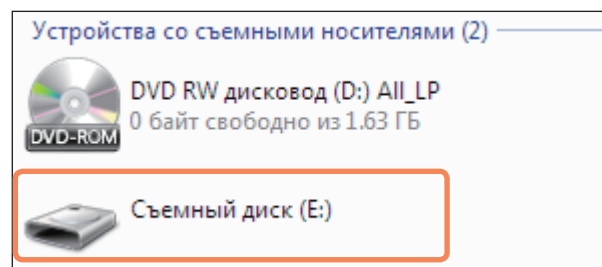 Устройства со съемными носителями (2)
DVD RW дисковод (D:) All_LP
0 байт свободно из 1.63 ГБ
DVD-ROM
Съемный диск (E:)